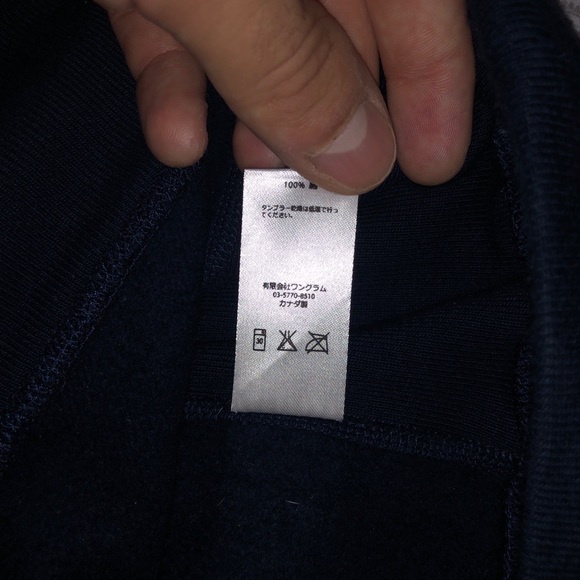 100% 綿
タンブラー乾燥は低温で行っ
てください。
有限会社ワングラム
03-5770-8510
カナダ製
30